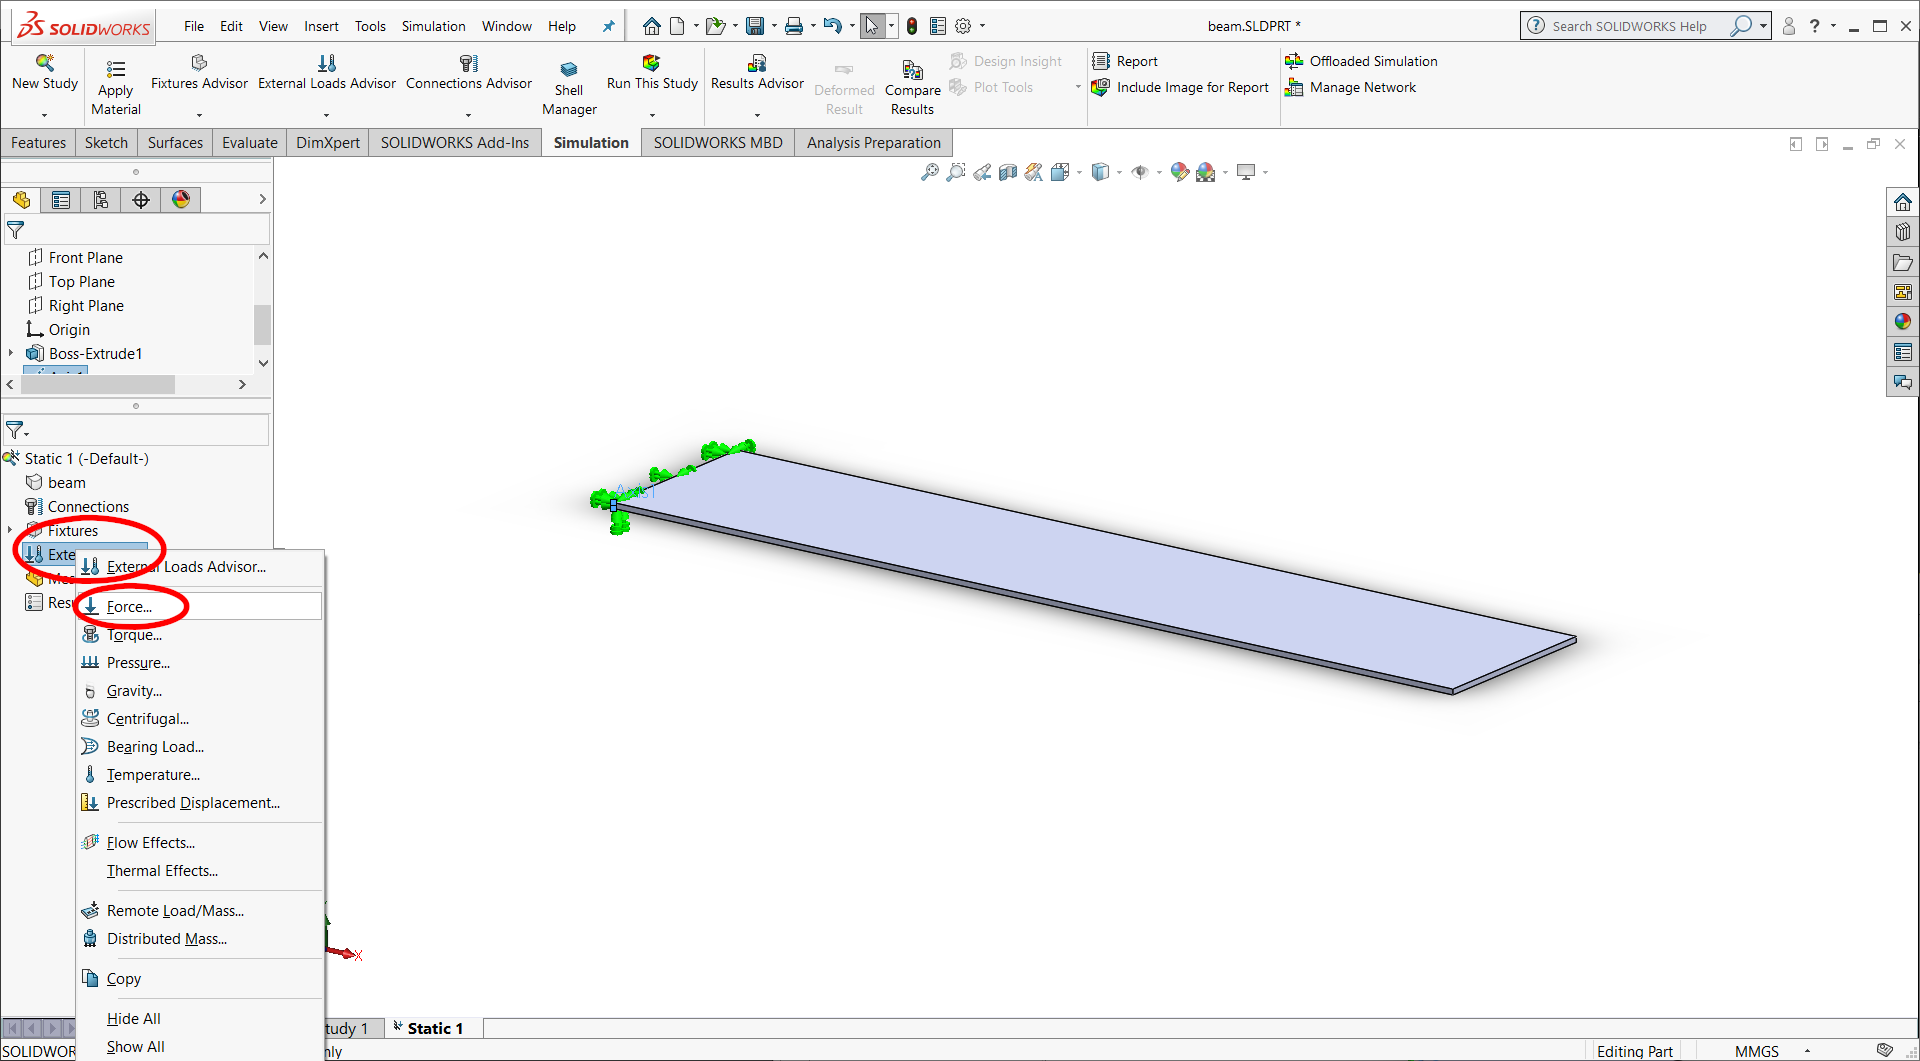 SOLIDWORKS File Edit View Insert Tools Simulation Window Help beam.SLDPRT * Search SOLIDWORKS Help ?
New Study Apply Material Fixtures Advisor External Loads Advisor Connections Advisor Shell Manager Run This Study Results Advisor Deformed Result Compare Results
Design Insight
Plot Tools
Report
Include Image for Report
Offloaded Simulation
Manage Network
Features Sketch Surfaces Evaluate DimXpert SOLIDWORKS Add-Ins Simulation SOLIDWORKS MBD Analysis Preparation
Front Plane
Top Plane
Right Plane
Origin
Boss-Extrude1
Static 1 (-Default-)
beam
Connections
Fixtures
Exte
External Loads Advisor...
Mes
Res
Force...
Torque...
Pressure...
Gravity...
Centrifugal...
Bearing Load...
Temperature...
Prescribed Displacement...
Flow Effects...
Thermal Effects...
Remote Load/Mass...
Distributed Mass...
Copy
Hide All
Show All
Axis1
X
tudy 1 Static 1
SOLIDWOR nly Editing Part MMGS